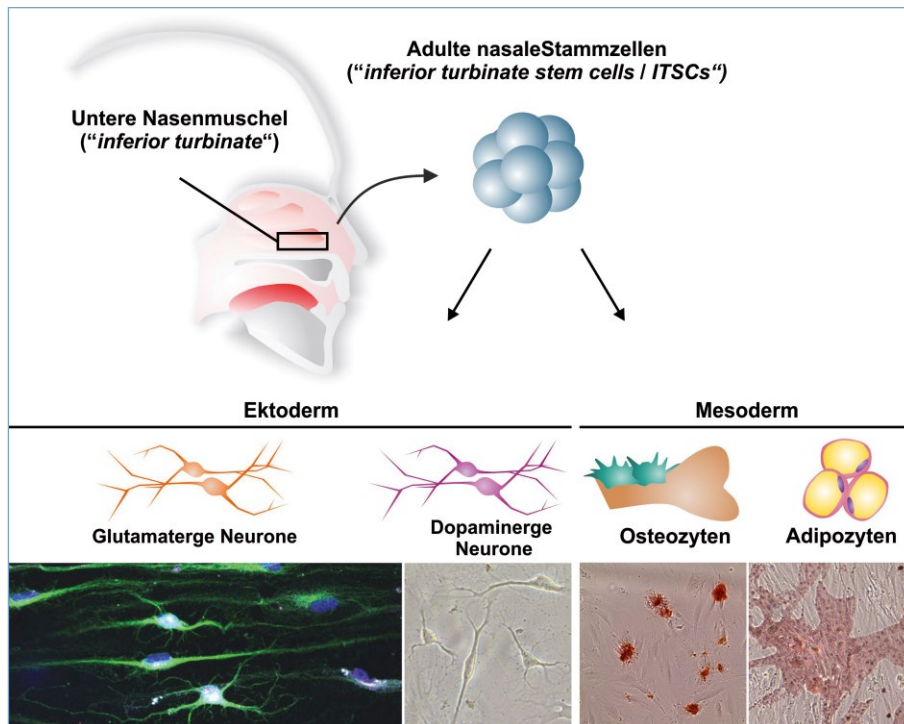 Adulte nasaleStammzellen
(“inferior turbinate stem cells / ITSCs“)
Untere Nasenmuschel
(“inferior turbinate“)
Ektoderm
Mesoderm
Glutamaterge Neurone
Dopaminerge
Neurone
Osteozyten
Adipozyten